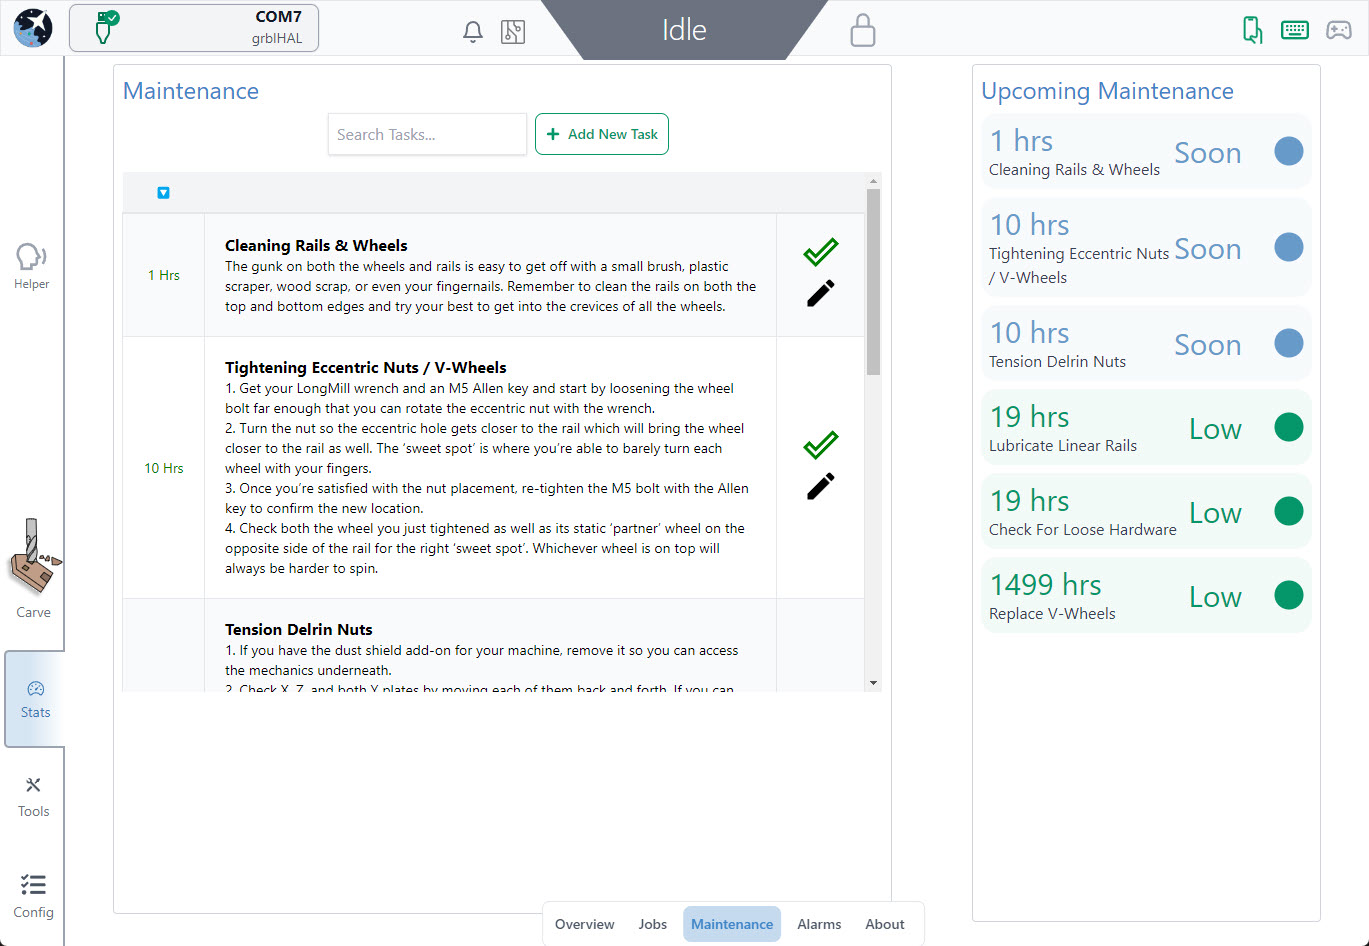 COM7
grblHAL
Idle
Helper
Carve
Stats
Tools
Config
Maintenance
Search Tasks...
+ Add New Task
1 Hrs
Cleaning Rails & Wheels
The gunk on both the wheels and rails is easy to get off with a small brush, plastic
scraper, wood scrap, or even your fingernails. Remember to clean the rails on both the
top and bottom edges and try your best to get into the crevices of all the wheels.
10 Hrs
Tightening Eccentric Nuts / V-Wheels
1. Get your LongMill wrench and an M5 Allen key and start by loosening the wheel
bolt far enough that you can rotate the eccentric nut with the wrench.
2. Turn the nut so the eccentric hole gets closer to the rail which will bring the wheel
closer to the rail as well. The ‘sweet spot’ is where you’re able to barely turn each
wheel with your fingers.
3. Once you’re satisfied with the nut placement, re-tighten the M5 bolt with the Allen
key to confirm the new location.
4. Check both the wheel you just tightened as well as its static ‘partner’ wheel on the
opposite side of the rail for the right ‘sweet spot’. Whichever wheel is on top will
always be harder to spin.
Tension Delrin Nuts
1. If you have the dust shield add-on for your machine, remove it so you can access
the mechanics underneath.
2. Check X, Z, and both Y plates by moving each of them back and forth. If you can
Upcoming Maintenance
1 hrs
Cleaning Rails & Wheels
Soon
10 hrs
Tightening Eccentric Nuts
/ V-Wheels
Soon
10 hrs
Tension Delrin Nuts
Soon
19 hrs
Lubricate Linear Rails
Low
19 hrs
Check For Loose Hardware
Low
1499 hrs
Replace V-Wheels
Low
Overview
Jobs
Maintenance
Alarms
About